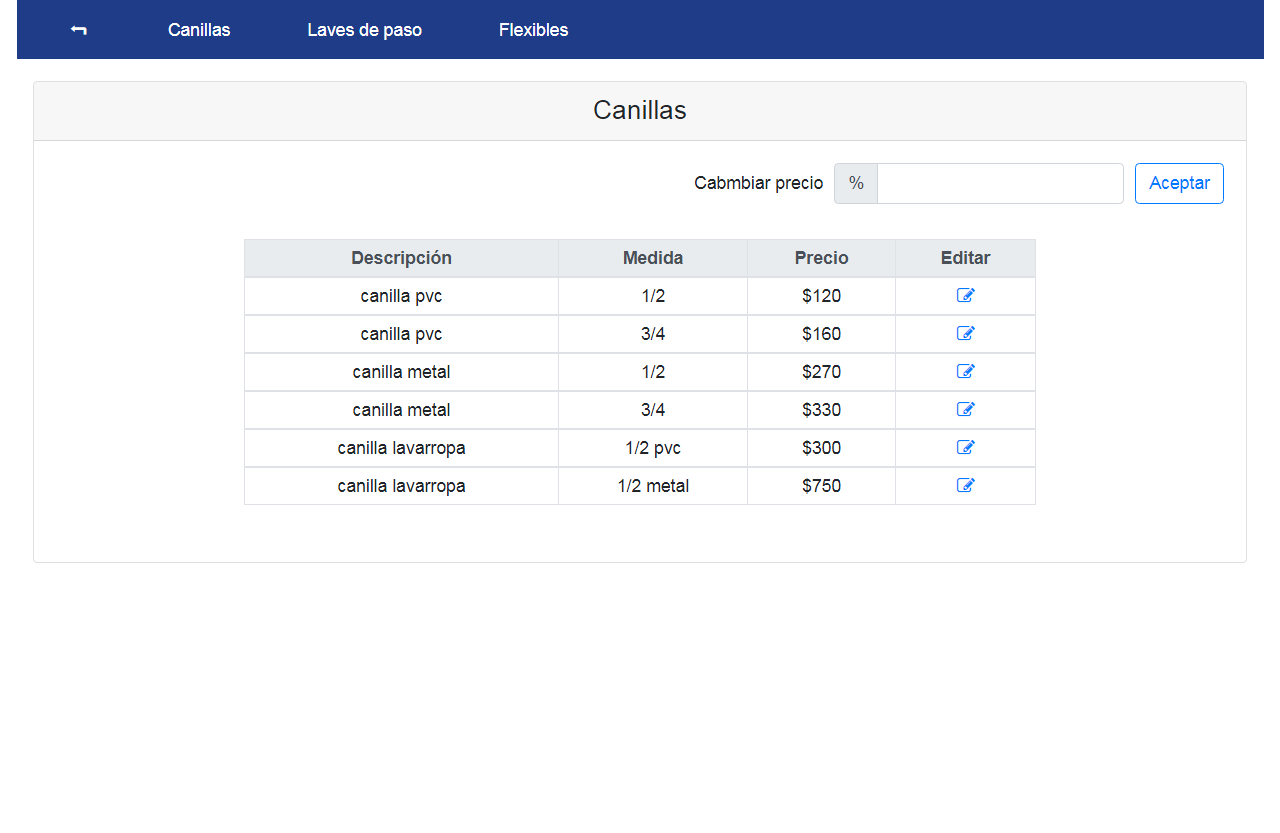 Canillas Laves de paso Flexibles
Canillas
Cabmbiar precio % Aceptar
Descripción Medida Precio Editar
canilla pvc 1/2 $120
canilla pvc 3/4 $160
canilla metal 1/2 $270
canilla metal 3/4 $330
canilla lavarropa 1/2 pvc $300
canilla lavarropa 1/2 metal $750